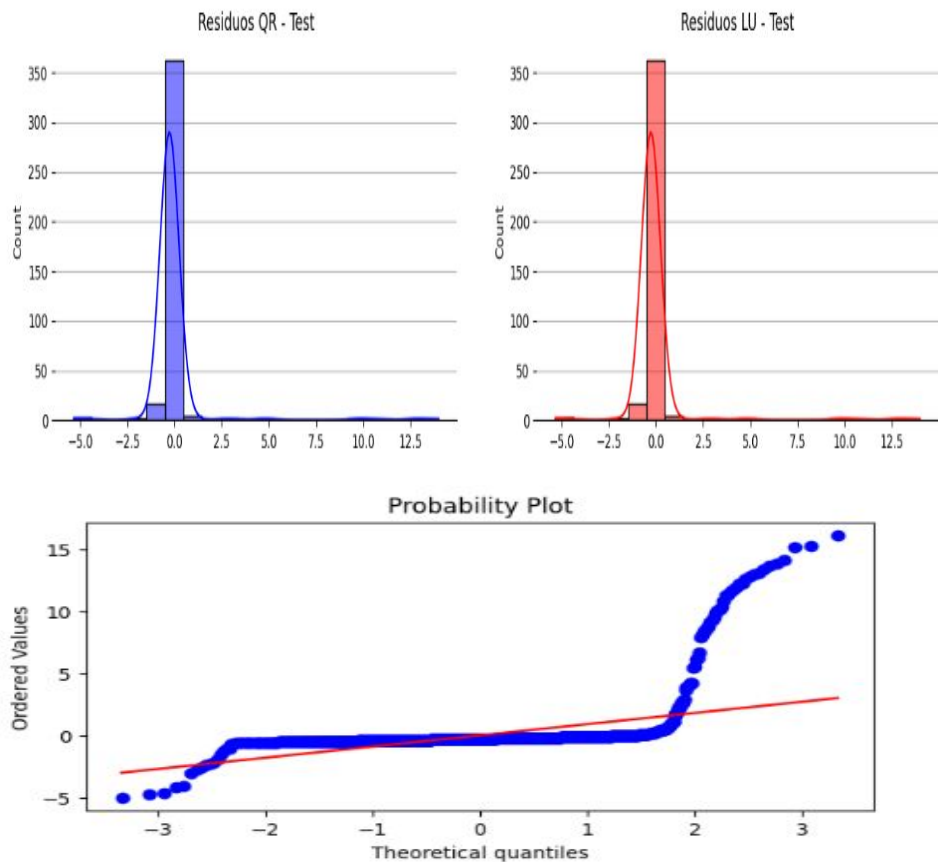 Residuos QR - Test
Residuos LU - Test
350
300
250
200
150
100
50
0
Count
−5.0 −2.5 0.0 2.5 5.0 7.5 10.0 12.5
350
300
250
200
150
100
50
0
Count
−5.0 −2.5 0.0 2.5 5.0 7.5 10.0 12.5
Probability Plot
15
10
5
0
−5
Ordered Values
−3 −2 −1 0 1 2 3
Theoretical quantiles